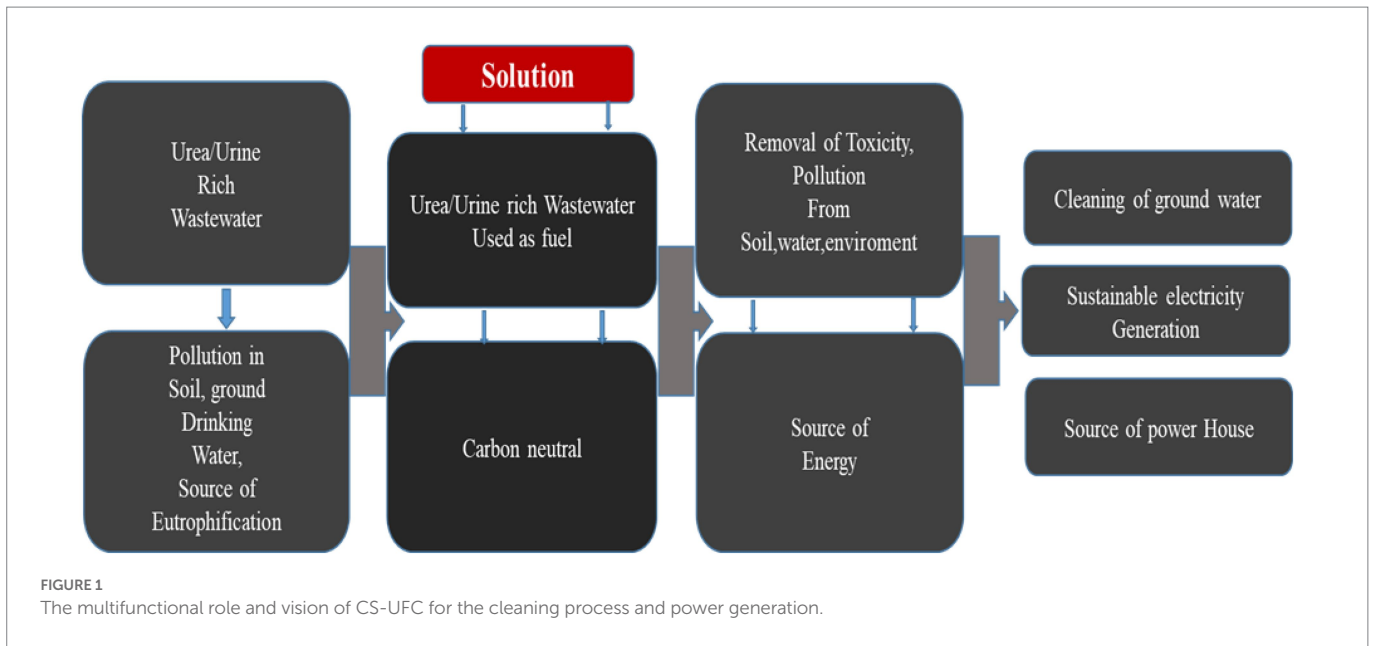 Solution
Urea/Urine
Rich
Wastewater
Pollution in
Soil, ground
Drinking
Water,
Source of
Eutrophification
Urea/Urine rich Wastewater
Used as fuel
Carbon neutral
Removal of Toxicity,
Pollution
From
Soil,water,enviroment
Source of
Energy
Cleaning of ground water
Sustainable electricity
Generation
Source of power House
FIGURE 1
The multifunctional role and vision of CS-UFC for the cleaning process and power generation.